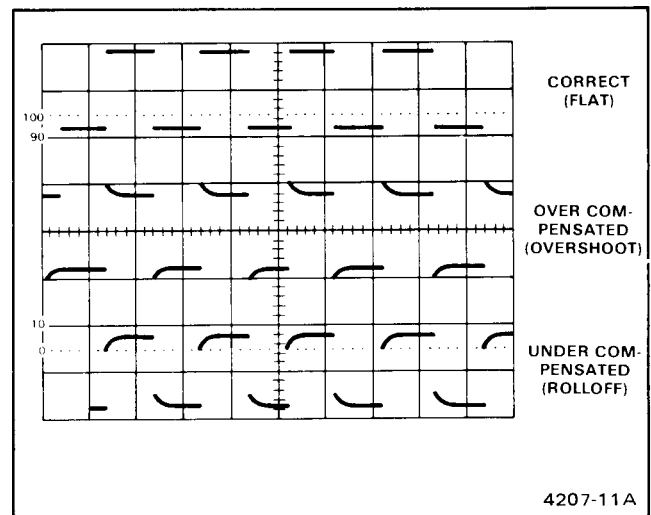 CORRECT
(FLAT)
100
90
OVER COM-
PENSATED
(OVERSHOOT)
10
0
UNDER COM-
PENSATED
(ROLLOFF)
4207-11A